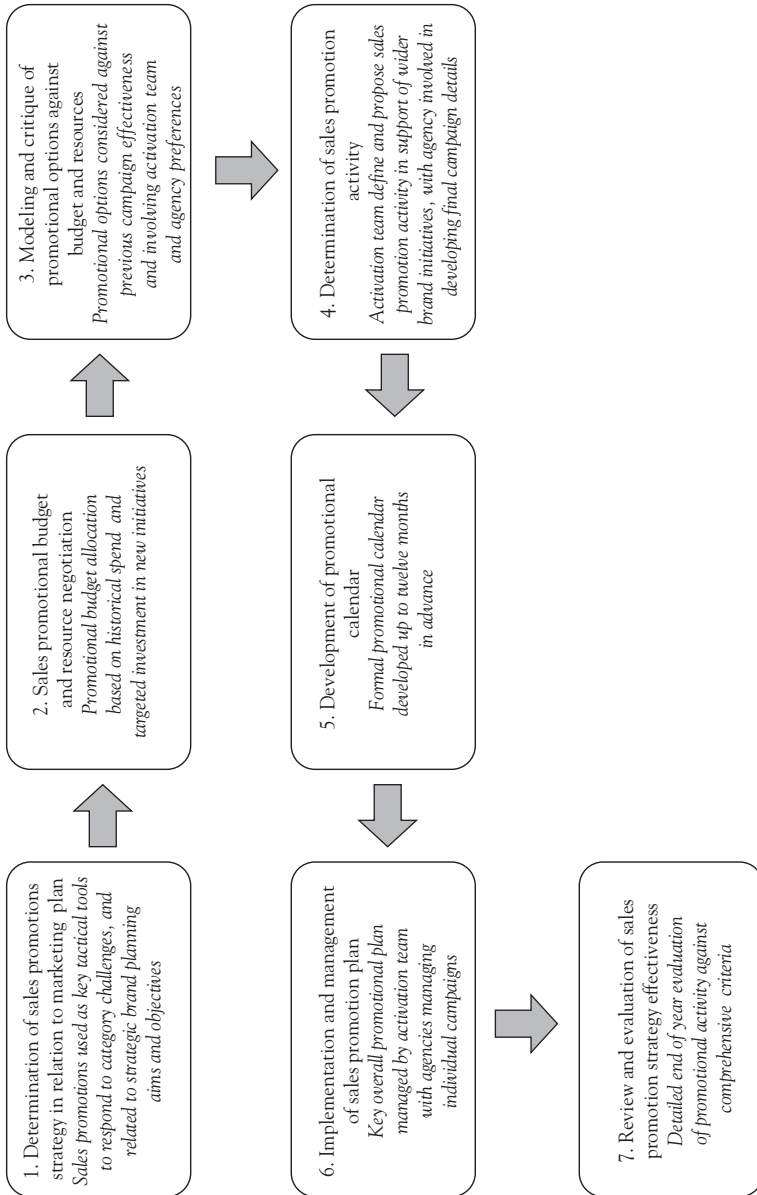 1. Determination of sales promotions
strategy in relation to marketing plan
Sales promotions used as key tactical tools
to respond to category challenges, and
related to strategic brand planning
aims and objectives
2. Sales promotional budget
and resource negotiation
Promotional budget allocation
based on historical spend and
targeted investment in new initiatives
3. Modeling and critique of
promotional options against
budget and resources
Promotional options considered against
previous campaign effectiveness
and involving activation team
and agency preferences
4. Determination of sales promotion
activity
Activation team define and propose sales
promotion activity in support of wider
brand initiatives, with agency involved in
developing final campaign details
5. Development of promotional
calendar
Formal promotional calendar
developed up to twelve months
in advance
6. Implementation and management
of sales promotion plan
Key overall promotional plan
managed by activation team
with agencies managing
individual campaigns
7. Review and evaluation of sales
promotion strategy effectiveness
Detailed end of year evaluation
of promotional activity against
comprehensive criteria